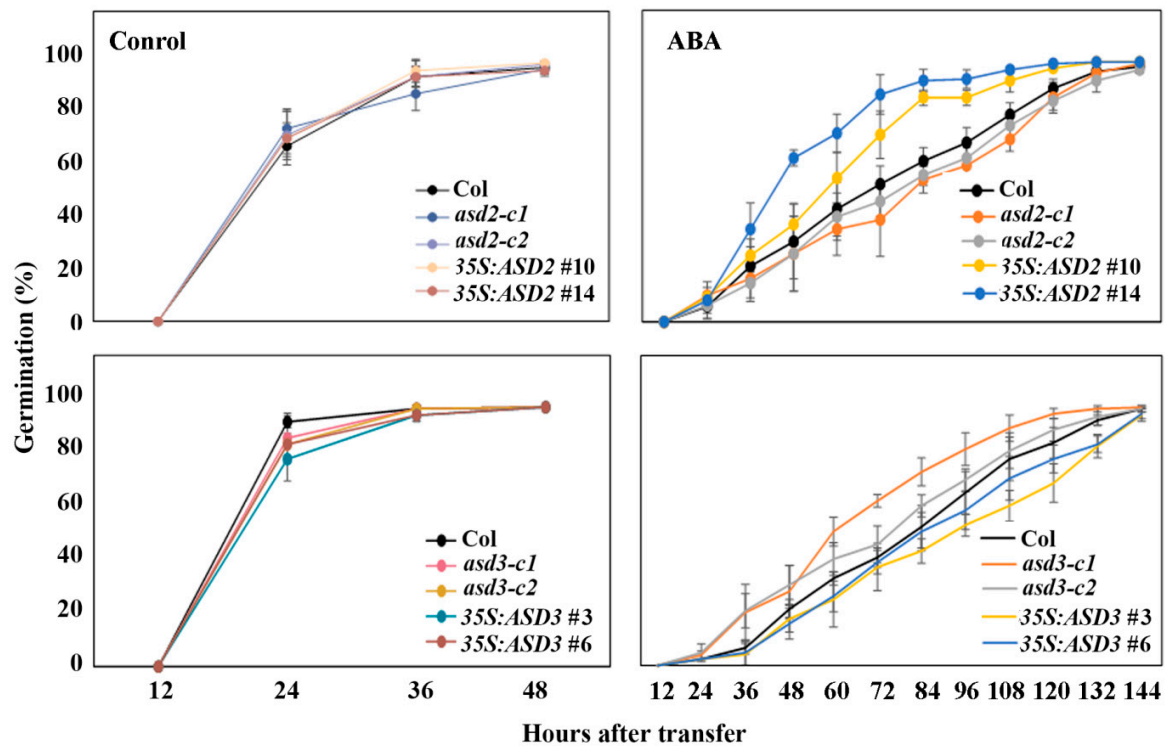 Conrol
ABA
Germination (%)
100
80
60
40
20
0
Col
asd2-c1
asd2-c2
35S:ASD2 #10
35S:ASD2 #14
Col
asd2-c1
asd2-c2
35S:ASD2 #10
35S:ASD2 #14
100
80
60
40
20
0
Col
asd3-c1
asd3-c2
35S:ASD3 #3
35S:ASD3 #6
Col
asd3-c1
asd3-c2
35S:ASD3 #3
35S:ASD3 #6
12 24 36 48
12 24 36 48 60 72 84 96 108 120 132 144
Hours after transfer